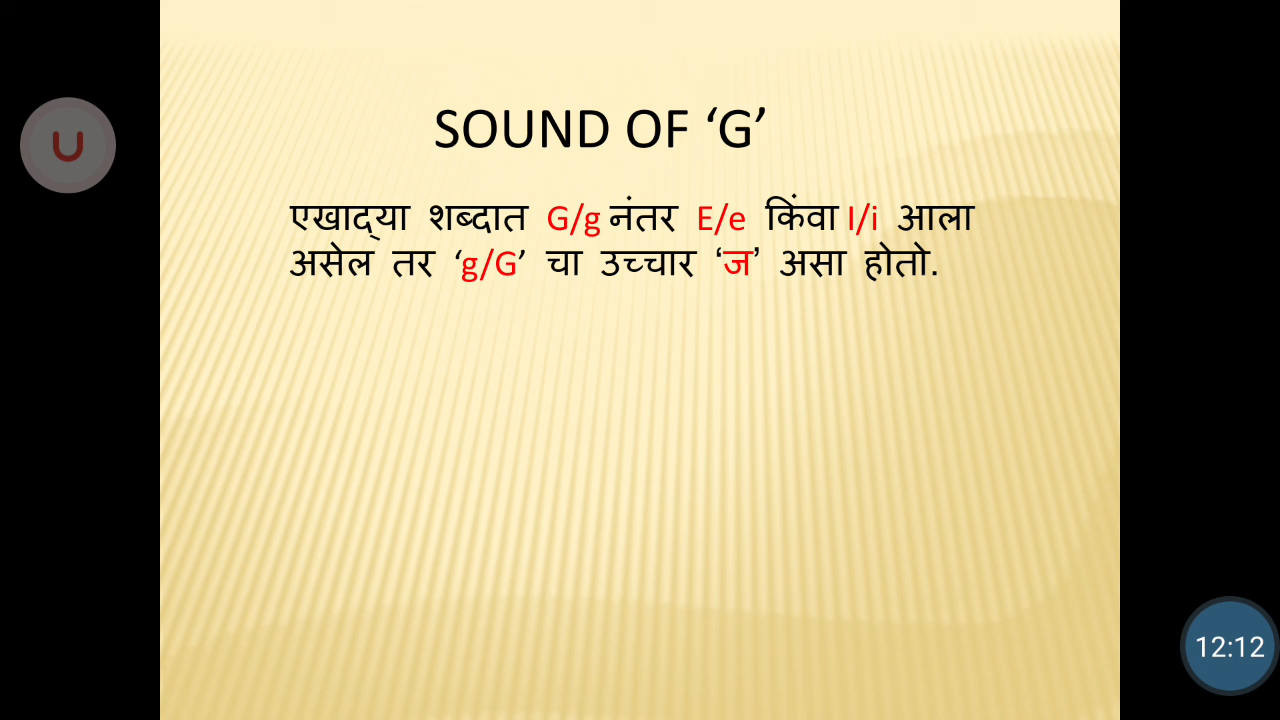 SOUND OF ‘G’
एखाद्‌या शब्दात G/g नंतर E/e किंवा I/i आला
असेल तर ‘g/G’ चा उच्चार ‘ज’ असा होतो.
12:12